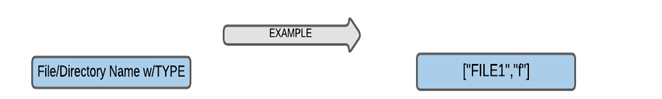 EXAMPLE
File/Directory Name w/TYPE
["FILE1","f"]